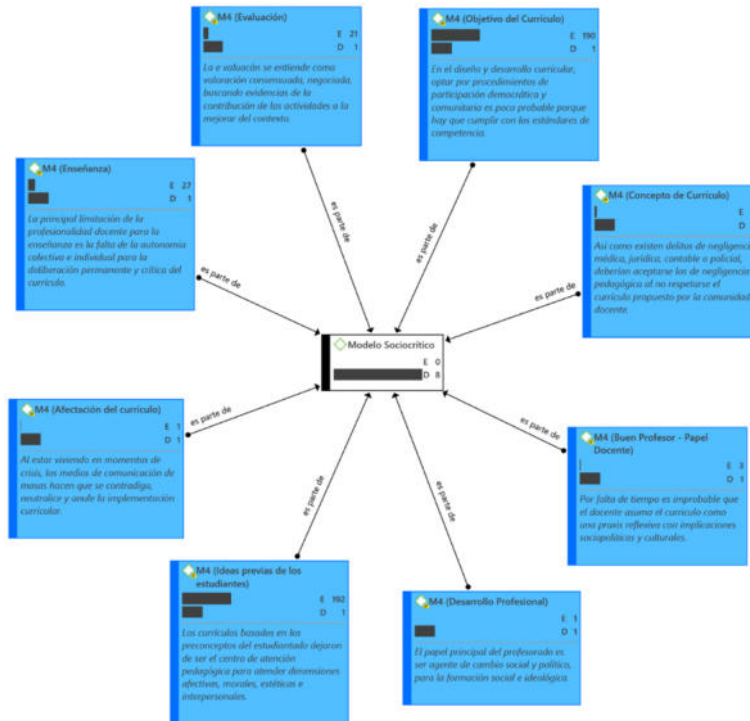 M4 (Evaluación)
E 21
D 1
La e valuacón se entiende como
valoración consensuada, negociada,
buscando evidencias de la
contribución de las actividades a la
mejorar del contexto.
M4 (Objetivo del Currículo)
E 190
D 1
En el diseño y desarrollo curricular,
optar por procedimientos de
participación democrática y
comunitaria es poco probable porque
hay que cumplir con los estándares de
competencia.
M4 (Enseñanza)
E 27
D 1
La principal limitación de la
profesionalidad docente para la
enseñanza es la falta de la autonomía
colectiva e individual para la
deliberación permanente y crítica del
currículo.
M4 (Concepto de Currículo)
E
D
Así como existen delitos de negligenci
médica, jurídica, contable o policial,
deberían aceptarse los de negligencia
pedagógica al no respetarse el
currículo propuesto por la comunidad
docente.
es parte de
es parte de
es parte de
es parte de
Modelo Sociocrítico
E 0
D 8
M4 (Afectación del currículo)
E 1
D 1
Al estar viviendo en momentos de
crisis, los medios de comunicación de
masas hacen que se contradiga,
neutralice y anule la implementación
curricular.
es parte de
es parte de
es parte de
es parte de
M4 (Buen Profesor - Papel
Docente)
E 3
D 1
Por falta de tiempo es improbable que
el docente asuma el currículo como
una praxis reflexiva con implicaciones
sociopolíticas y culturales.
M4 (Ideas previas de los
estudiantes)
E 192
D 1
Los currículos basados en los
preconceptos del estudiantado dejaron
de ser el centro de atención
pedagógica para atender dimensiones
afectivas, morales, estéticas e
interpersonales.
M4 (Desarrollo Profesional)
E 1
D 1
El papel principal del profesorado es
ser agente de cambio social y político,
para la formación social e ideológica.